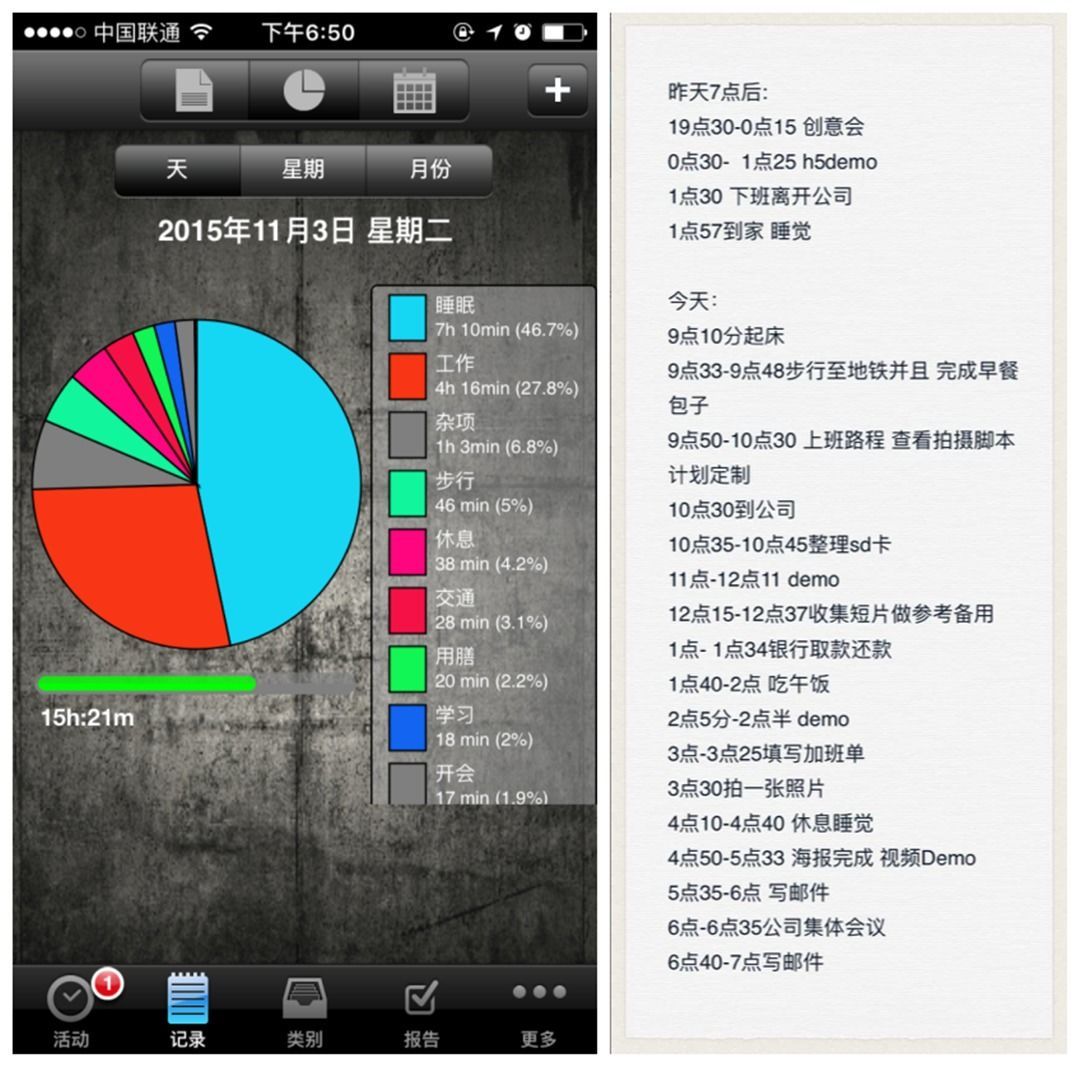 中国联通
下午6:50
天
星期
月份
2015年11月3日 星期二
睡眠
7h 10min (46.7%)
工作
4h 16min (27.8%)
杂项
1h 3min (6.8%)
步行
46 min (5%)
休息
38 min (4.2%)
交通
28 min (3.1%)
用膳
20 min (2.2%)
学习
18 min (2%)
开会
17 min (1.9%)
15h:21m
1
活动
记录
类别
报告
更多
昨天7点后:
19点30-0点15 创意会
0点30- 1点25 h5demo
1点30 下班离开公司
1点57到家 睡觉
今天:
9点10分起床
9点33-9点48步行至地铁并且 完成早餐
包子
9点50-10点30 上班路程 查看拍摄脚本
计划定制
10点30到公司
10点35-10点45整理sd卡
11点-12点11 demo
12点15-12点37收集短片做参考备用
1点- 1点34银行取款还款
1点40-2点 吃午饭
2点5分-2点半 demo
3点-3点25填写加班单
3点30拍一张照片
4点10-4点40 休息睡觉
4点50-5点33 海报完成 视频Demo
5点35-6点 写邮件
6点-6点35公司集体会议
6点40-7点写邮件